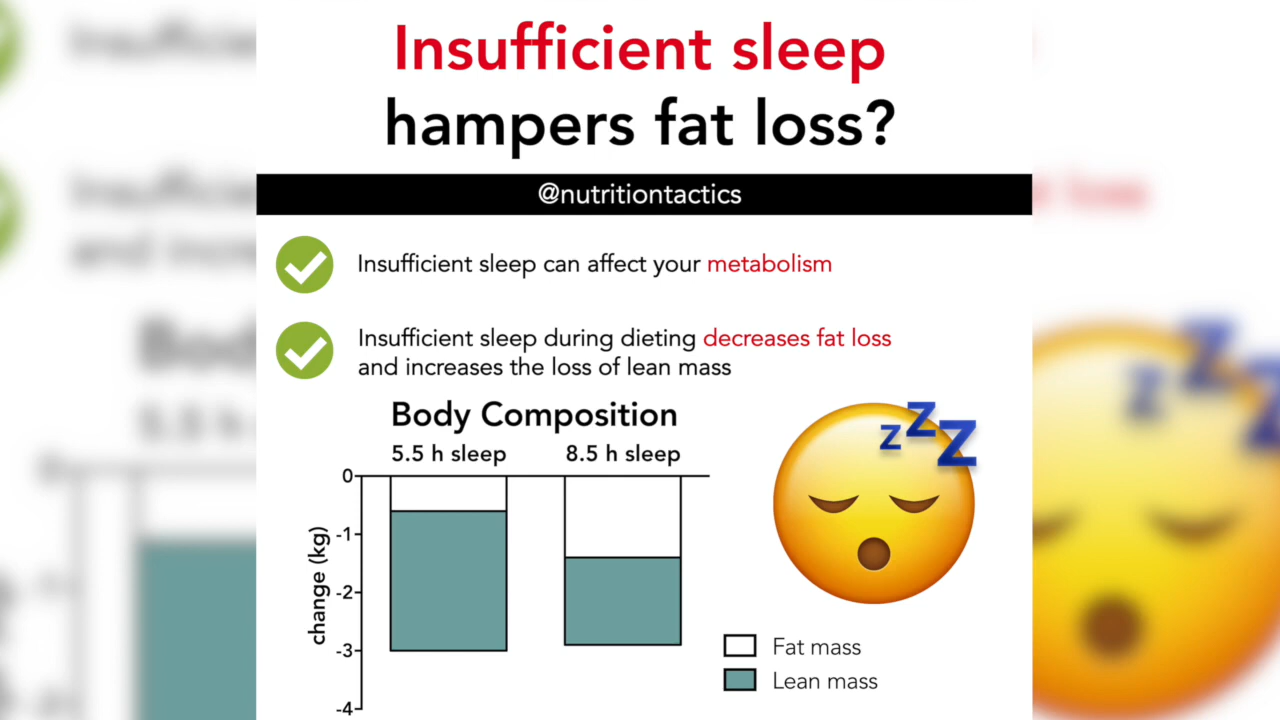 Insufficient sleep
hampers fat loss?
@nutritiontactics
Insufficient sleep can affect your metabolism
Insufficient sleep during dieting decreases fat loss
and increases the loss of lean mass
Body Composition
5.5 h sleep 8.5 h sleep
0
-1
-2
-3
-4
change (kg)
z z z
Fat mass
Lean mass